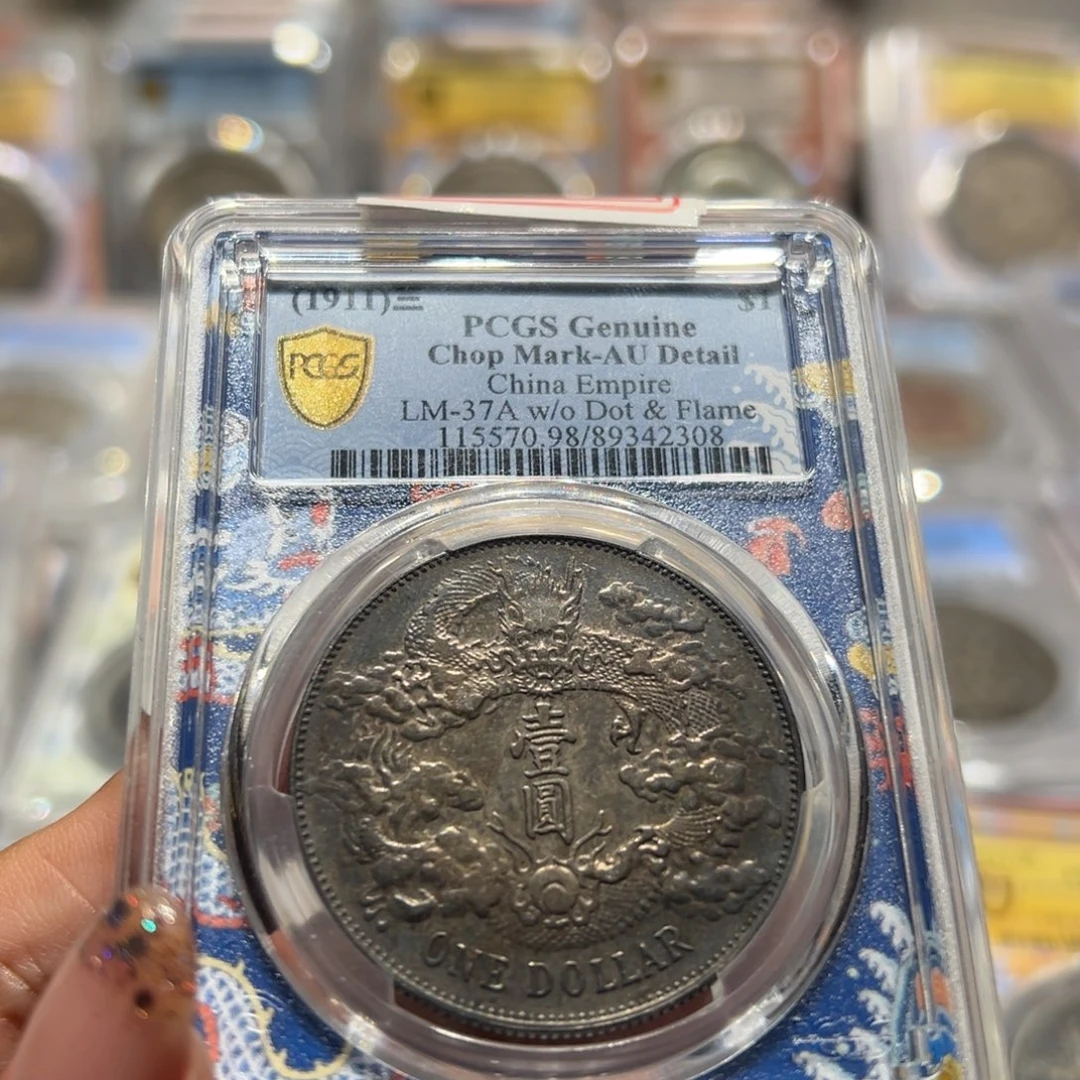 (1911)
$1
PCGS Genuine
Chop Mark-AU Detail
China Empire
LM-37A w/o Dot & Flame
115570.98/89342308
PCGS
壹
圓
ONE DOLLAR